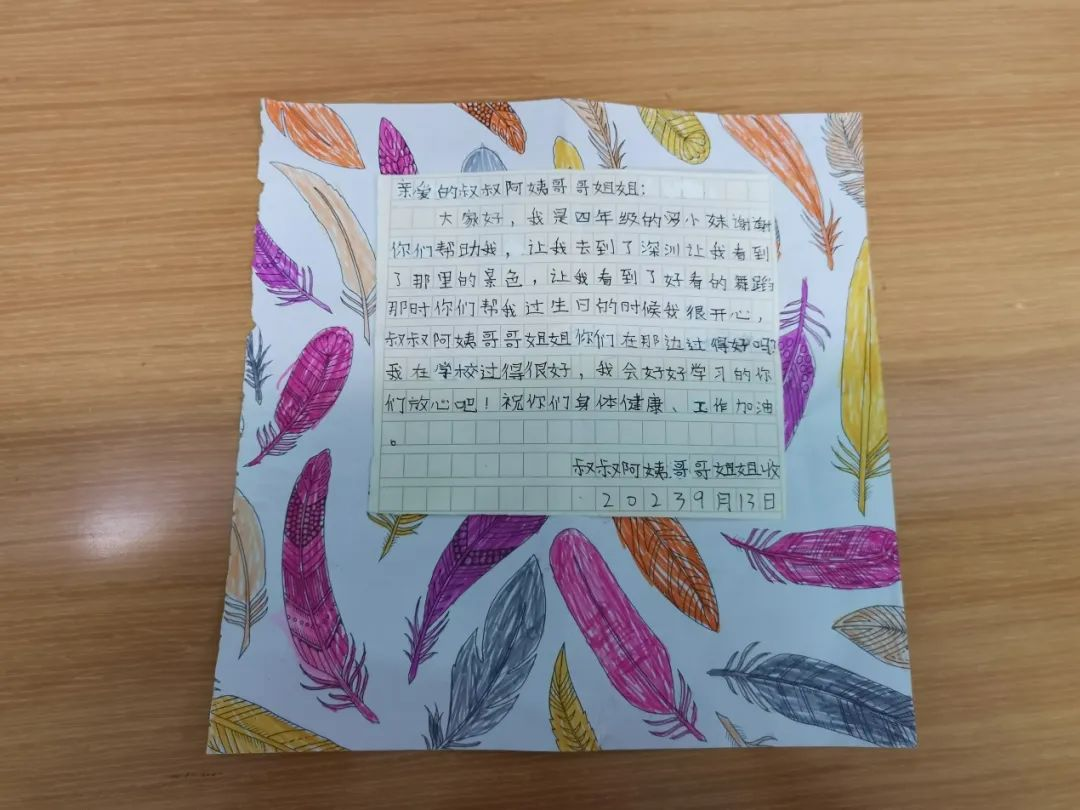 亲爱的叔叔阿姨哥哥姐姐：
大家好，我是四年级的罗小妹谢谢
你们帮助我，让我去到了深圳让我看到
了那里的景色，让我看到了好看的舞蹈
那时你们帮我过生日的时候我很开心，
叔叔阿姨哥哥姐姐你们在那边过得好吗？
我在学校过得很好，我会好好学习的你
们放心吧！祝你们身体健康、工作加油
。
叔叔阿姨哥哥姐姐收
20239月13日